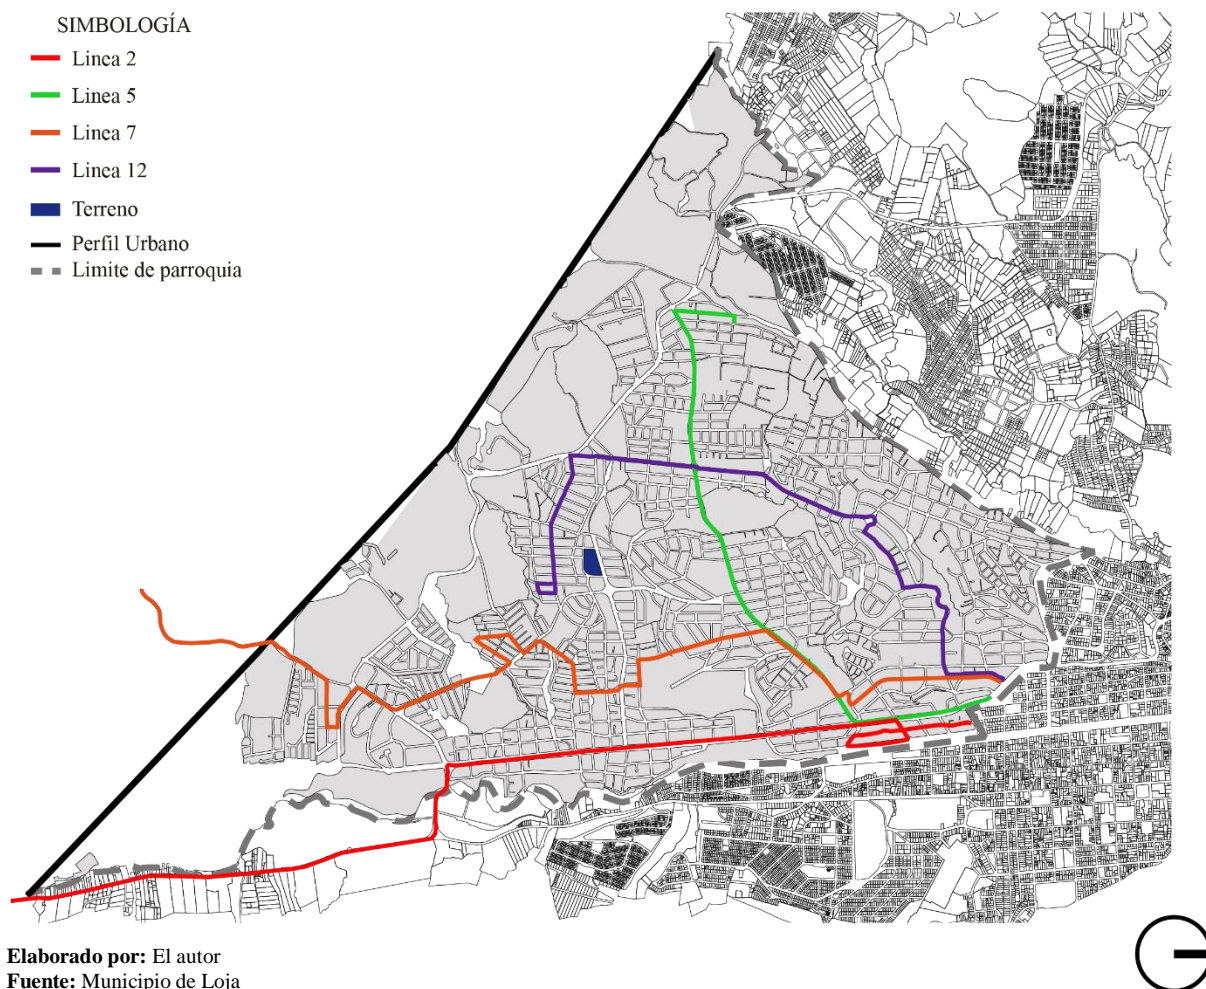 SIMBOLOGÍA
Linea 2
Linea 5
Linea 7
Linea 12
Terreno
Perfil Urbano
Limite de parroquia
Elaborado por: El autor
Fuente: Municipio de Loja